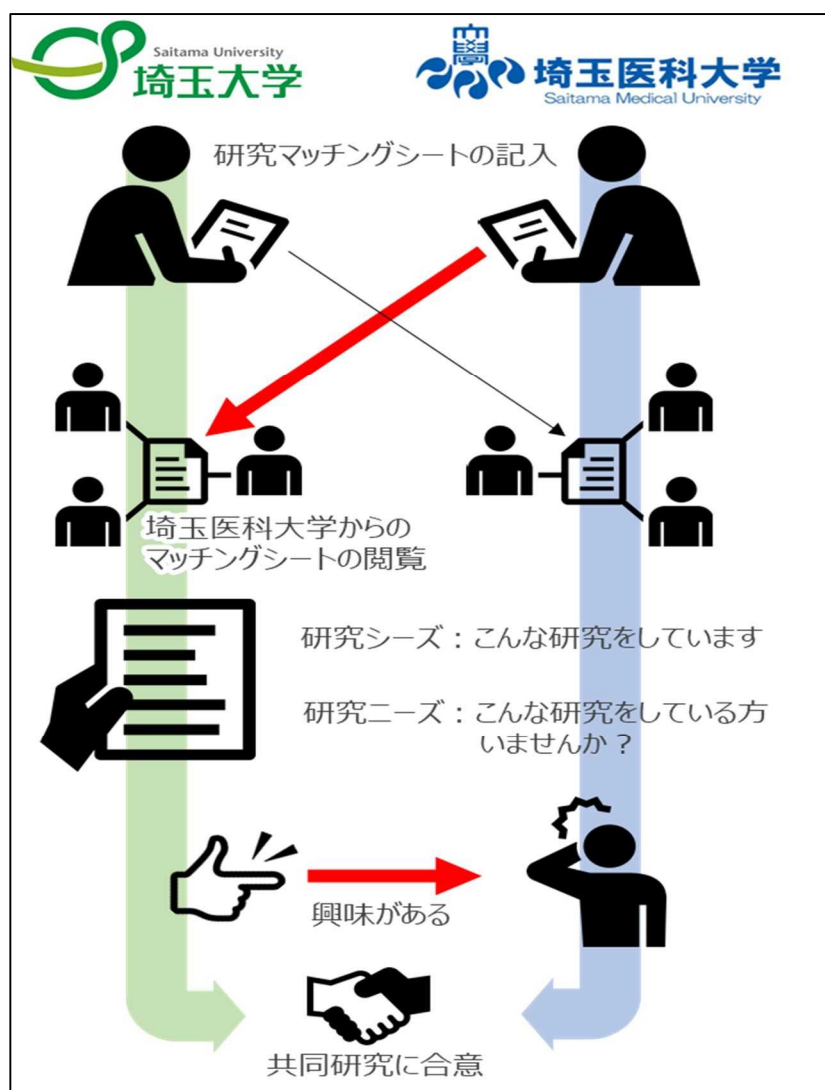 Saitama University
埼玉大学
埼玉医科大学
Saitama Medical University
研究マッチングシートの記入
埼玉医科大学からの
マッチングシートの閲覧
研究シーズ：こんな研究をしています
研究ニーズ：こんな研究をしている方
いませんか？
興味がある
共同研究に合意